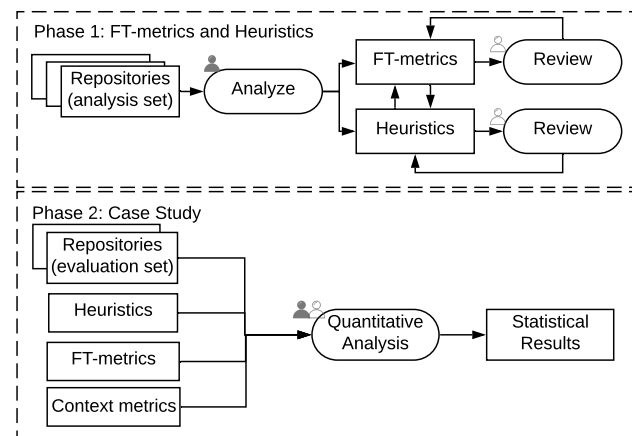 Phase 1: FT-metrics and Heuristics
Repositories
(analysis set)
Analyze
FT-metrics
Review
Heuristics
Review
Phase 2: Case Study
Repositories
(evaluation set)
Heuristics
FT-metrics
Context metrics
Quantitative
Analysis
Statistical
Results